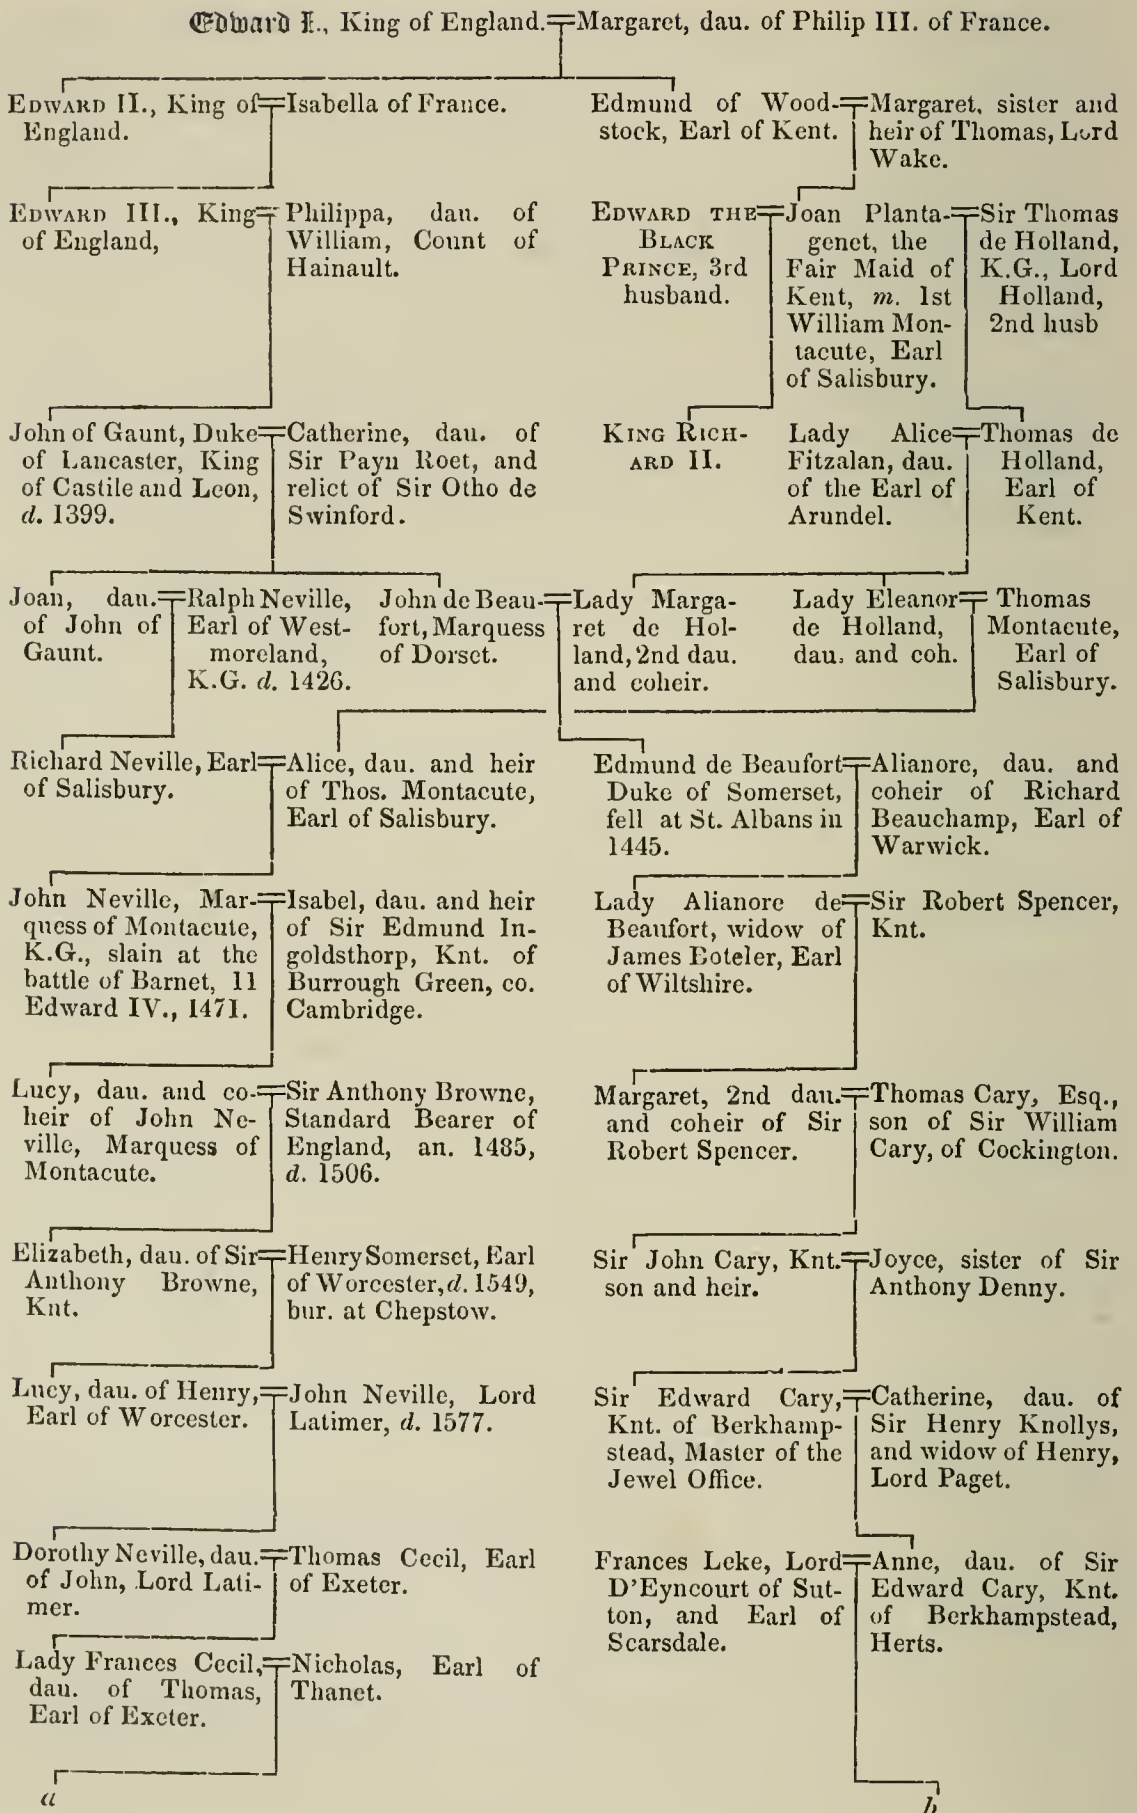 Edward I., King of England. = Margaret, dau. of Philip III. of France.
EDWARD II., King of
England.
= Isabella of France.
Edmund of Wood-
stock, Earl of Kent.
= Margaret, sister and
heir of Thomas, Lord
Wake.
EDWARD III., King
of England,
= Philippa, dau. of
William, Count of
Hainault.
EDWARD THE
BLACK
PRINCE, 3rd
husband.
= Joan Planta-
genet, the
Fair Maid of
Kent, m. 1st
William Mon-
tacute, Earl
of Salisbury.
= Sir Thomas
de Holland,
K.G., Lord
Holland,
2nd husb
John of Gaunt, Duke
of Lancaster, King
of Castile and Leon,
d. 1399.
= Catherine, dau. of
Sir Payn Roet, and
relict of Sir Otho de
Swinford.
KING RICH-
ARD II.
Lady Alice
Fitzalan, dau.
of the Earl of
Arundel.
= Thomas de
Holland,
Earl of
Kent.
Joan, dau.
of John of
Gaunt.
= Ralph Neville,
Earl of West-
moreland,
K.G. d. 1426.
John de Beau-
fort, Marquess
of Dorset.
= Lady Marga-
ret de Hol-
land, 2nd dau.
and coheir.
Lady Eleanor
de Holland,
dau. and coh.
= Thomas
Montacute,
Earl of
Salisbury.
Richard Neville, Earl
of Salisbury.
= Alice, dau. and heir
of Thos. Montacute,
Earl of Salisbury.
Edmund de Beaufort
Duke of Somerset,
fell at St. Albans in
1445.
= Alianore, dau. and
coheir of Richard
Beauchamp, Earl of
Warwick.
John Neville, Mar-
quess of Montacute,
K.G., slain at the
battle of Barnet, 11
Edward IV., 1471.
= Isabel, dau. and heir
of Sir Edmund In-
goldsthorp, Knt. of
Burrough Green, co.
Cambridge.
Lady Alianore de
Beaufort, widow of
James Boteler, Earl
of Wiltshire.
= Sir Robert Spencer,
Knt.
Lucy, dau. and co-
heir of John Ne-
ville, Marquess of
Montacute.
= Sir Anthony Browne,
Standard Bearer of
England, an. 1485,
d. 1506.
Margaret, 2nd dau.
and coheir of Sir
Robert Spencer.
= Thomas Cary, Esq.,
son of Sir William
Cary, of Cockington.
Elizabeth, dau. of Sir
Anthony Browne,
Knt.
= Henry Somerset, Earl
of Worcester, d. 1549,
bur. at Chepstow.
Sir John Cary, Knt.
son and heir.
= Joyce, sister of Sir
Anthony Denny.
Lucy, dau. of Henry,
Earl of Worcester.
= John Neville, Lord
Latimer, d. 1577.
Sir Edward Cary,
Knt. of Berkhamp-
stead, Master of the
Jewel Office.
= Catherine, dau. of
Sir Henry Knollys,
and widow of Henry,
Lord Paget.
Dorothy Neville, dau.
of John, Lord Lati-
mer.
= Thomas Cecil, Earl
of Exeter.
Frances Leke, Lord
D'Eyncourt of Sut-
ton, and Earl of
Scarsdale.
= Anne, dau. of Sir
Edward Cary, Knt.
of Berkhampstead,
Herts.
Lady Frances Cecil,
dau. of Thomas,
Earl of Exeter.
= Nicholas, Earl of
Thanet.
a
b